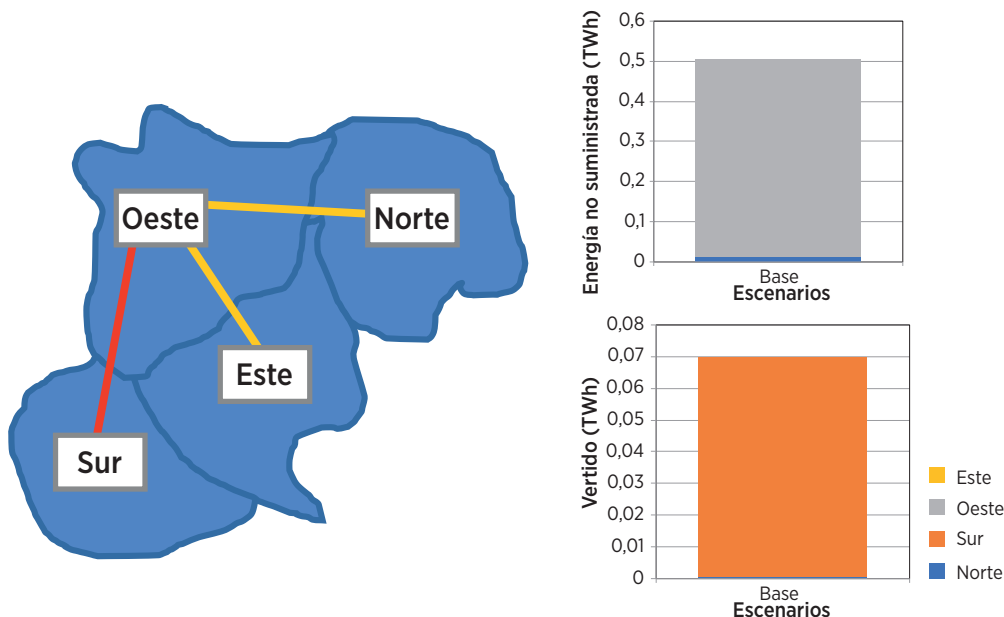 Oeste
Norte
Este
Sur
Energía no suministrada (TWh)
0,6
0,5
0,4
0,3
0,2
0,1
0
Base
Escenarios
Vertido (TWh)
0,08
0,07
0,06
0,05
0,04
0,03
0,02
0,01
0
Base
Escenarios
Este
Oeste
Sur
Norte